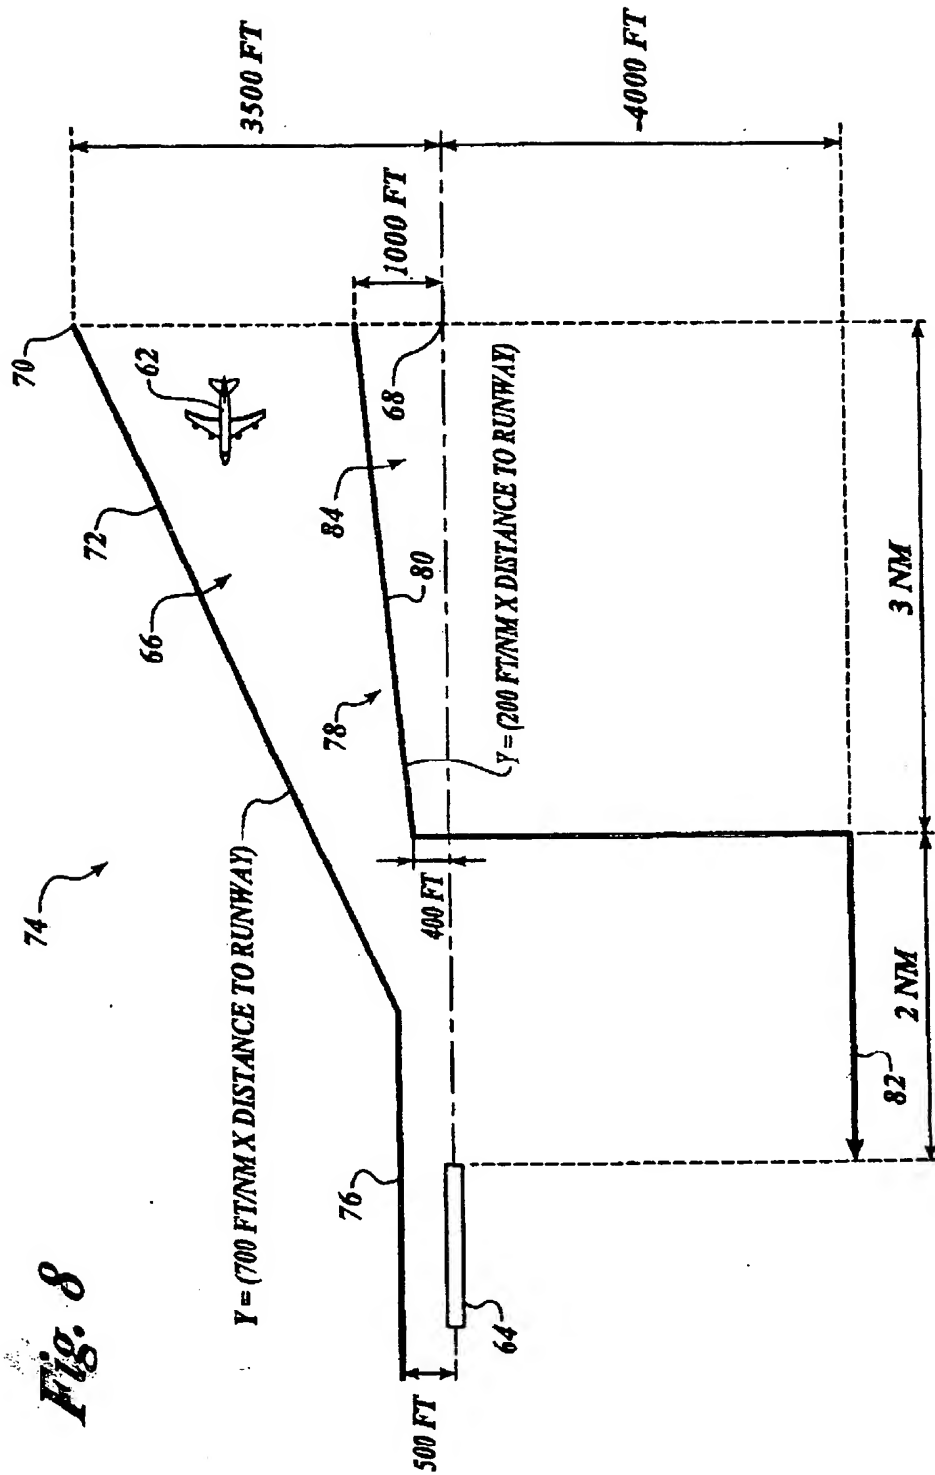 Fig. 8
74
70
62
72
66
Y = (700 FT/NM X DISTANCE TO RUNWAY)
3500 FT
1000 FT
78
84
80
68
Y = (200 FT/NM X DISTANCE TO RUNWAY)
76
500 FT
64
400 FT
-4000 FT
82
2 NM
3 NM